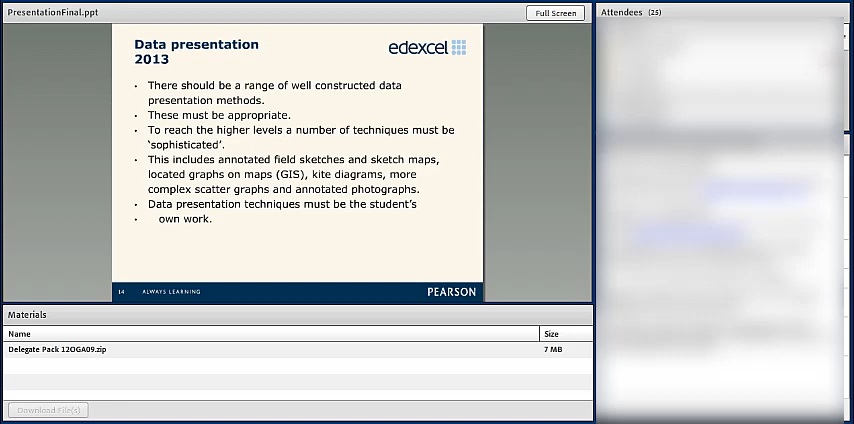 PresentationFinal.ppt
Full Screen
Attendees (25)
Data presentation
2013
edexcel
• There should be a range of well constructed data
presentation methods.
• These must be appropriate.
• To reach the higher levels a number of techniques must be
‘sophisticated’.
• This includes annotated field sketches and sketch maps,
located graphs on maps (GIS), kite diagrams, more
complex scatter graphs and annotated photographs.
• Data presentation techniques must be the student’s
• own work.
14 ALWAYS LEARNING
PEARSON
Materials
Name Size
Delegate Pack 12OGA09.zip 7 MB
Download File(s)